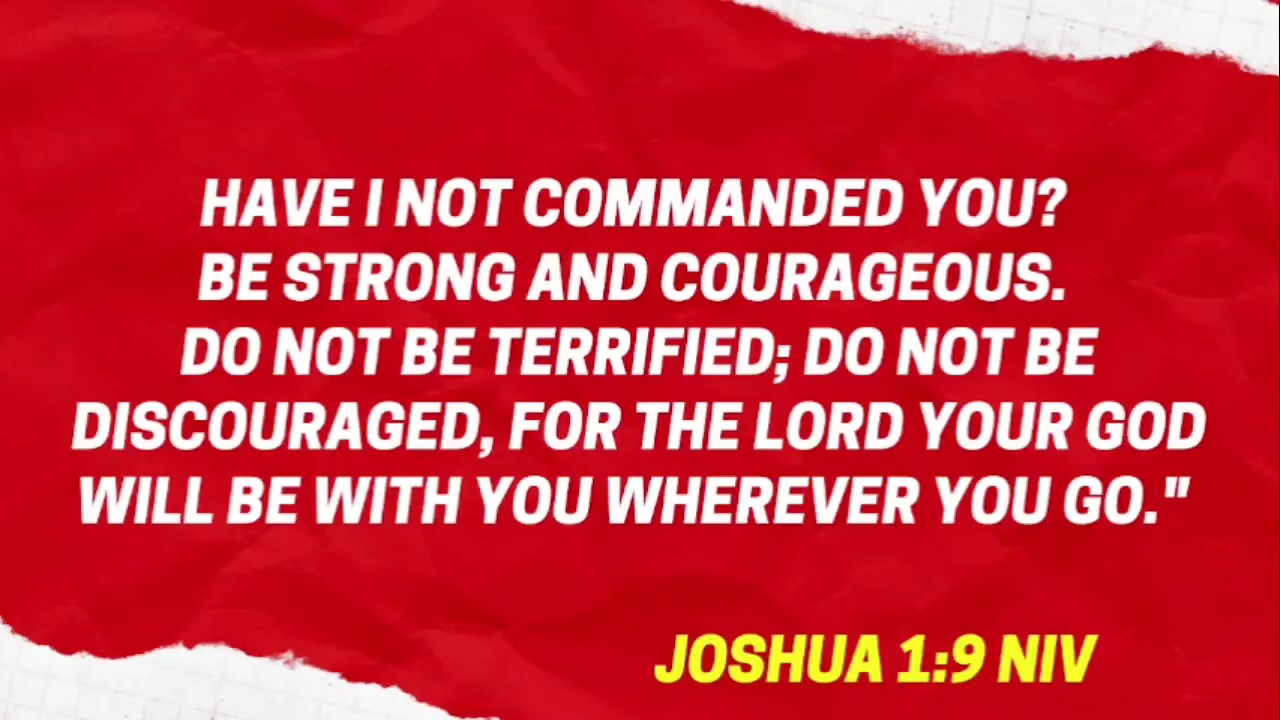 HAVE I NOT COMMANDED YOU?
BE STRONG AND COURAGEOUS.
DO NOT BE TERRIFIED; DO NOT BE
DISCOURAGED, FOR THE LORD YOUR GOD
WILL BE WITH YOU WHEREVER YOU GO."
JOSHUA 1:9 NIV